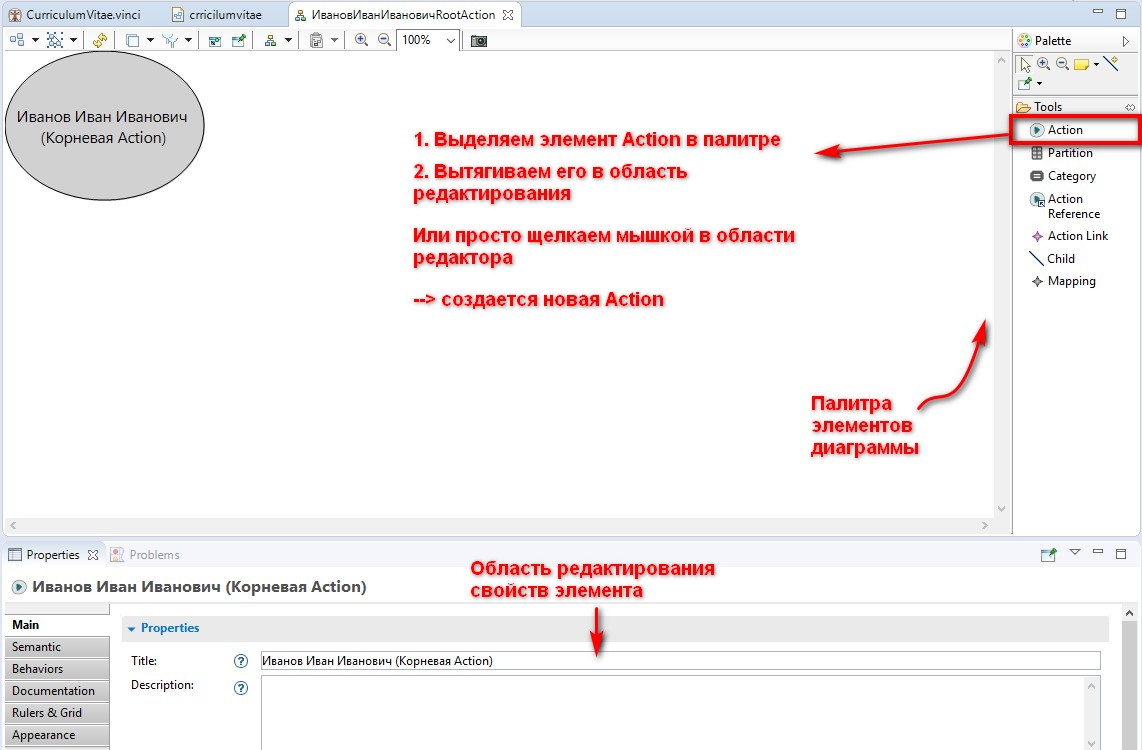 CurriculumVitae.vinci
crricilumvitae
ИвановИванИвановичRootAction
100%
Palette
Иванов Иван Иванович
(Корневая Action)
1. Выделяем элемент Action в палитре
2. Вытягиваем его в область
редактирования
Или просто щелкаем мышкой в области
редактора
--> создается новая Action
Tools
Action
Partition
Category
Action
Reference
Action Link
Child
Mapping
Палитра
элементов
диаграммы
Properties
Problems
Область редактирования
свойств элемента
Иванов Иван Иванович (Корневая Action)
Main
Semantic
Behaviors
Documentation
Rulers & Grid
Appearance
Properties
Title:
Иванов Иван Иванович (Корневая Action)
Description: